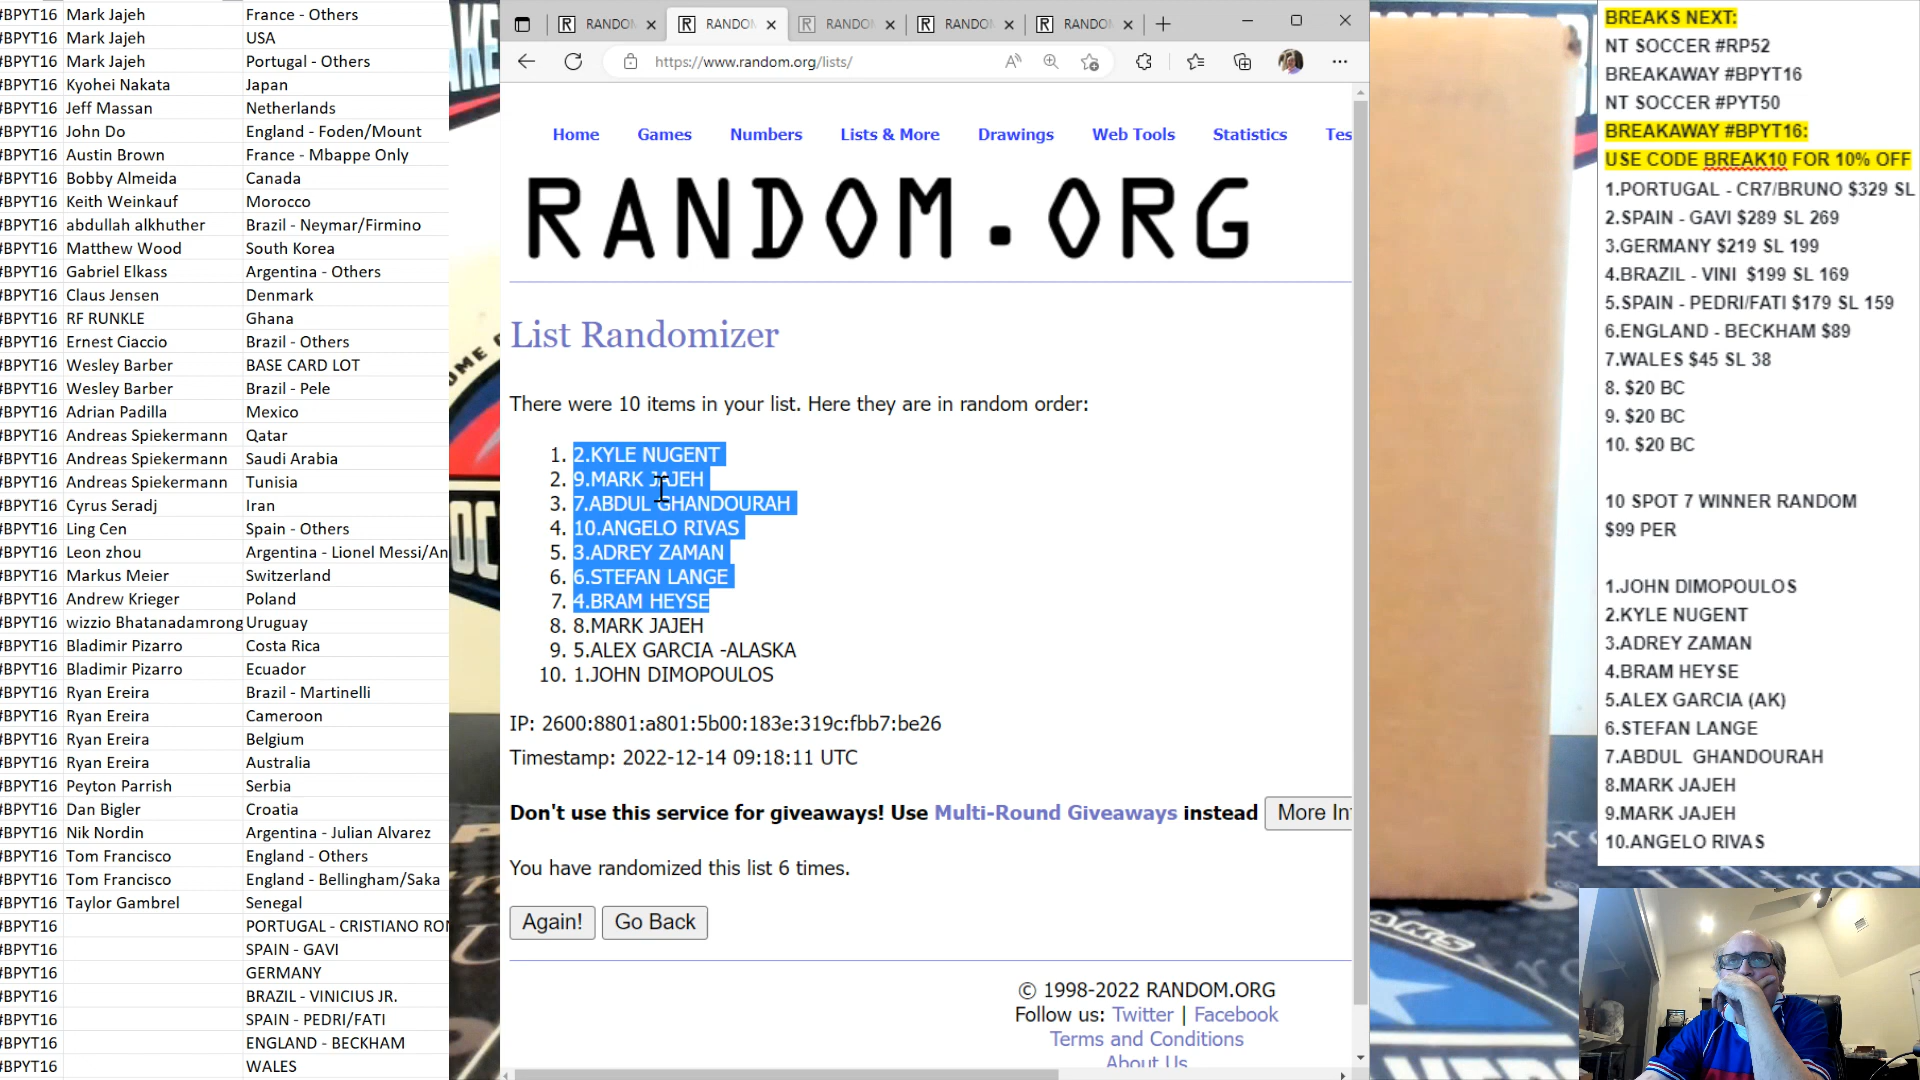 #BPYT16 Mark Jajeh France - Others
#BPYT16 Mark Jajeh USA
#BPYT16 Mark Jajeh Portugal - Others
#BPYT16 Kyohei Nakata Japan
#BPYT16 Jeff Massan Netherlands
#BPYT16 John Do England - Foden/Mount
#BPYT16 Austin Brown France - Mbappe Only
#BPYT16 Bobby Almeida Canada
#BPYT16 Keith Weinkauf Morocco
#BPYT16 abdullah alkhuther Brazil - Neymar/Firmino
#BPYT16 Matthew Wood South Korea
#BPYT16 Gabriel Elkass Argentina - Others
#BPYT16 Claus Jensen Denmark
#BPYT16 RF RUNKLE Ghana
#BPYT16 Ernest Ciaccio Brazil - Others
#BPYT16 Wesley Barber BASE CARD LOT
#BPYT16 Wesley Barber Brazil - Pele
#BPYT16 Adrian Padilla Mexico
#BPYT16 Andreas Spiekermann Qatar
#BPYT16 Andreas Spiekermann Saudi Arabia
#BPYT16 Andreas Spiekermann Tunisia
#BPYT16 Cyrus Seradj Iran
#BPYT16 Ling Cen Spain - Others
#BPYT16 Leon zhou Argentina - Lionel Messi/An
#BPYT16 Markus Meier Switzerland
#BPYT16 Andrew Krieger Poland
#BPYT16 wizzio Bhatanadamrong Uruguay
#BPYT16 Bladimir Pizarro Costa Rica
#BPYT16 Bladimir Pizarro Ecuador
#BPYT16 Ryan Ereira Brazil - Martinelli
#BPYT16 Ryan Ereira Cameroon
#BPYT16 Ryan Ereira Belgium
#BPYT16 Ryan Ereira Australia
#BPYT16 Peyton Parrish Serbia
#BPYT16 Dan Bigler Croatia
#BPYT16 Nik Nordin Argentina - Julian Alvarez
#BPYT16 Tom Francisco England - Others
#BPYT16 Tom Francisco England - Bellingham/Saka
#BPYT16 Taylor Gambrel Senegal
#BPYT16 PORTUGAL - CRISTIANO RO
#BPYT16 SPAIN - GAVI
#BPYT16 GERMANY
#BPYT16 BRAZIL - VINICIUS JR.
#BPYT16 SPAIN - PEDRI/FATI
#BPYT16 ENGLAND - BECKHAM
#BPYT16 WALES
RANDOM RANDOM RANDOM RANDOM RANDOM
https://www.random.org/lists/
Home Games Numbers Lists & More Drawings Web Tools Statistics Tes
RANDOM.ORG
List Randomizer
There were 10 items in your list. Here they are in random order:
1. 2.KYLE NUGENT
2. 9.MARK JAJEH
3. 7.ABDUL GHANDOURAH
4. 10.ANGELO RIVAS
5. 3.ADREY ZAMAN
6. 6.STEFAN LANGE
7. 4.BRAM HEYSE
8. 8.MARK JAJEH
9. 5.ALEX GARCIA -ALASKA
10. 1.JOHN DIMOPOULOS
IP: 2600:8801:a801:5b00:183e:319c:fbb7:be26
Timestamp: 2022-12-14 09:18:11 UTC
Don't use this service for giveaways! Use Multi-Round Giveaways instead More In
You have randomized this list 6 times.
Again! Go Back
© 1998-2022 RANDOM.ORG
Follow us: Twitter | Facebook
Terms and Conditions
About Us
BREAKS NEXT:
NT SOCCER #RP52
BREAKAWAY #BPYT16
NT SOCCER #PYT50
BREAKAWAY #BPYT16:
USE CODE BREAK10 FOR 10% OFF
1.PORTUGAL - CR7/BRUNO $329 SL
2.SPAIN - GAVI $289 SL 269
3.GERMANY $219 SL 199
4.BRAZIL - VINI $199 SL 169
5.SPAIN - PEDRI/FATI $179 SL 159
6.ENGLAND - BECKHAM $89
7.WALES $45 SL 38
8. $20 BC
9. $20 BC
10. $20 BC
10 SPOT 7 WINNER RANDOM
$99 PER
1.JOHN DIMOPOULOS
2.KYLE NUGENT
3.ADREY ZAMAN
4.BRAM HEYSE
5.ALEX GARCIA (AK)
6.STEFAN LANGE
7.ABDUL GHANDOURAH
8.MARK JAJEH
9.MARK JAJEH
10.ANGELO RIVAS